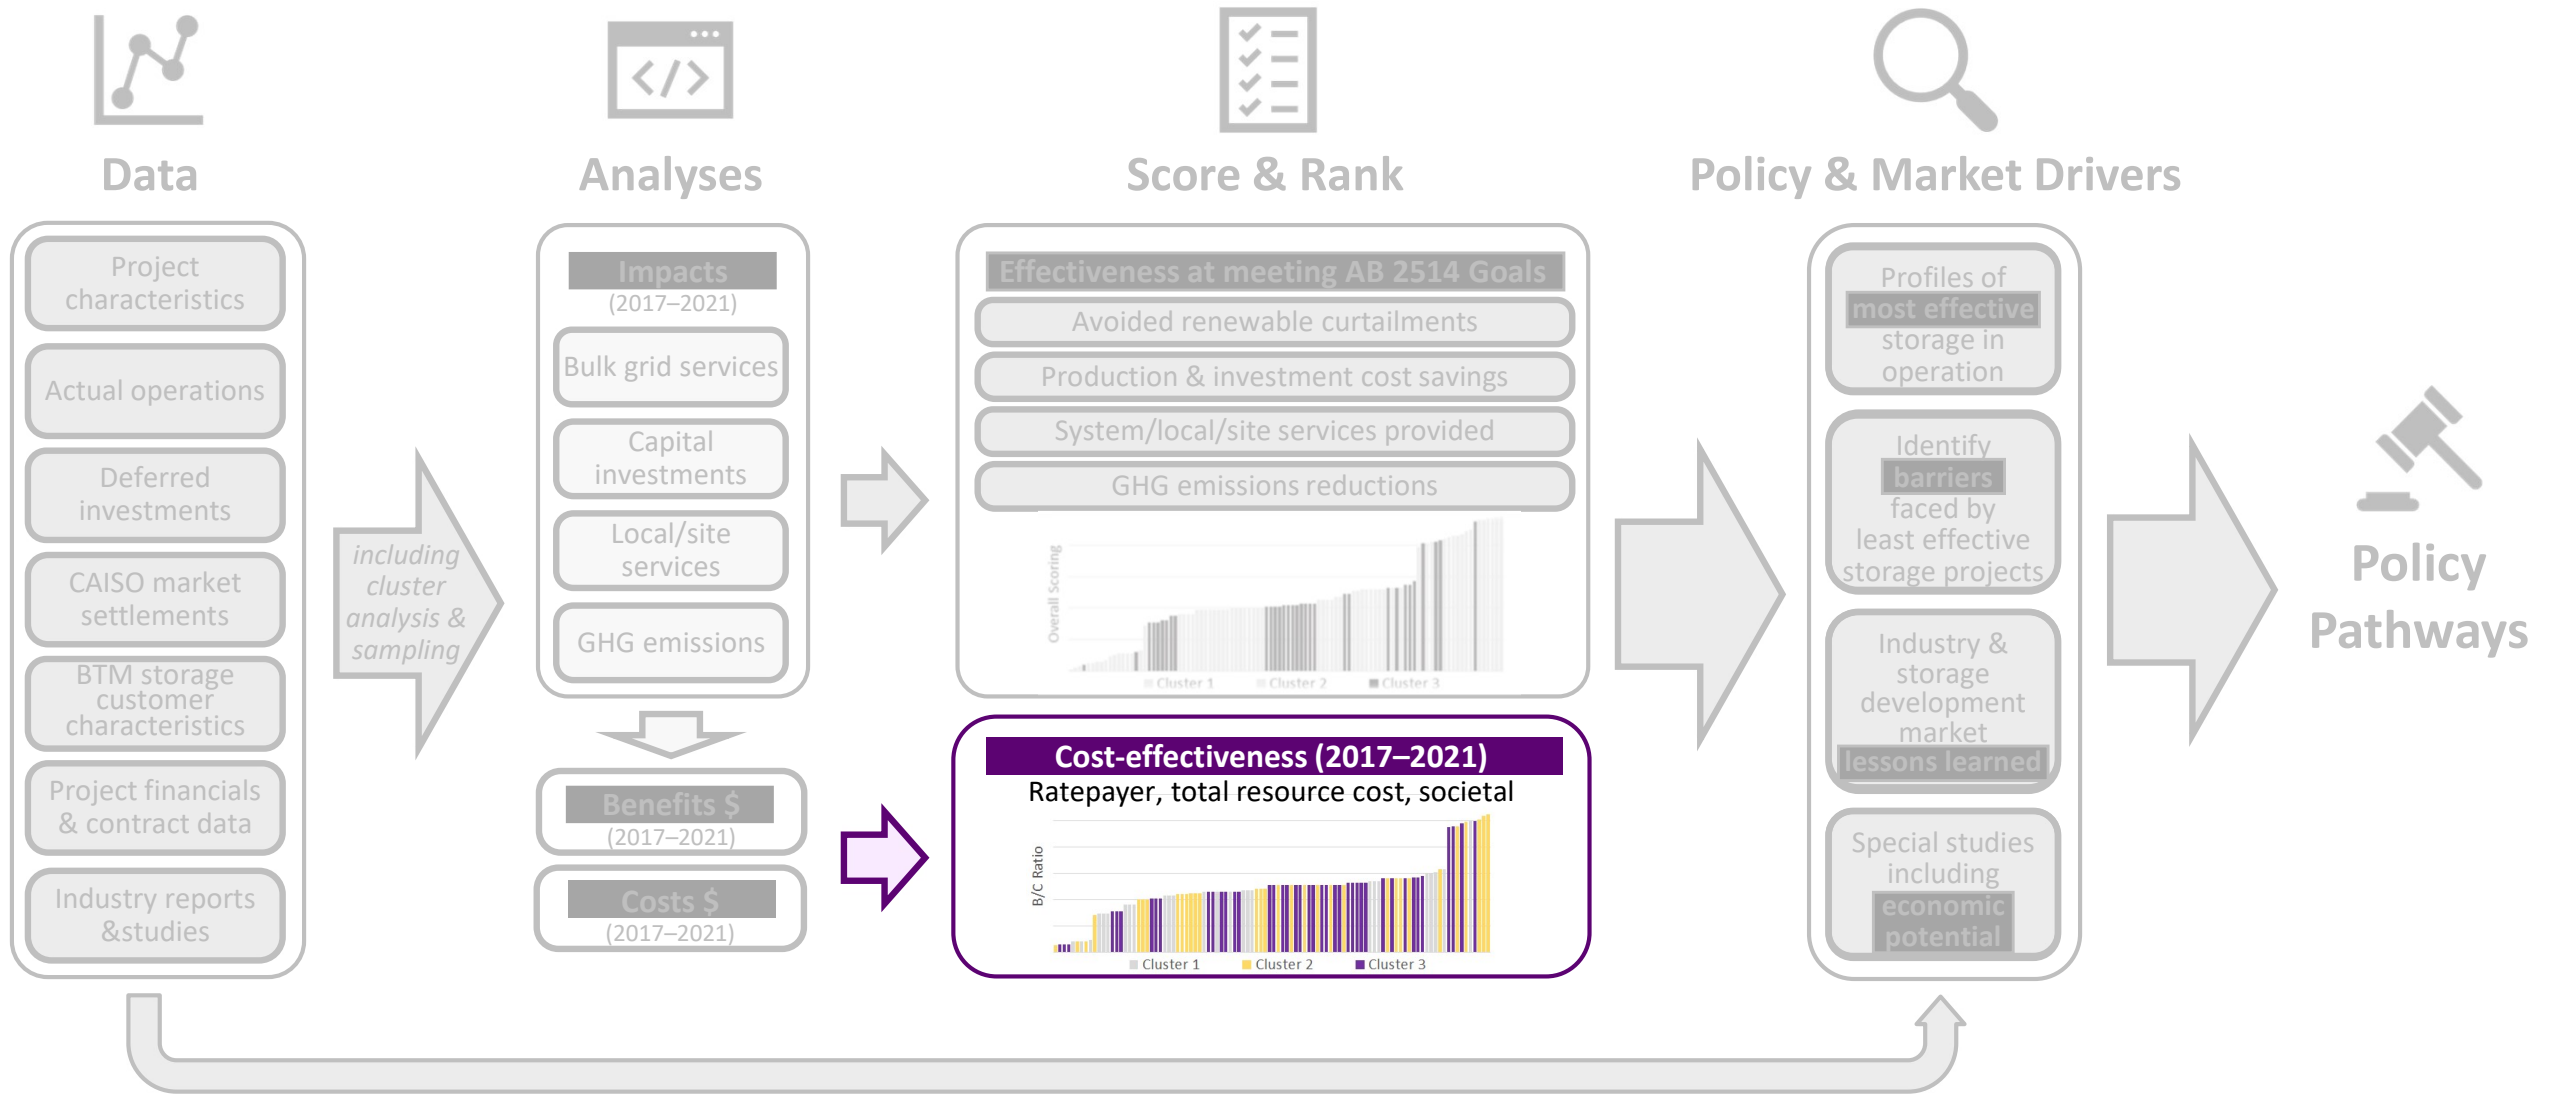 Data
Project
characteristics
Actual operations
Deferred
investments
CAISO market
settlements
BTM storage
customer
characteristics
Project financials
& contract data
Industry reports
&studies
including
cluster
analysis &
sampling
Analyses
Impacts
(2017–2021)
Bulk grid services
Capital
investments
Local/site
services
GHG emissions
Benefits $
(2017–2021)
Costs $
(2017–2021)
Score & Rank
Effectiveness at meeting AB 2514 Goals
Avoided renewable curtailments
Production & investment cost savings
System/local/site services provided
GHG emissions reductions
Overall Scoring
Cluster 1 Cluster 2 Cluster 3
Cost-effectiveness (2017–2021)
Ratepayer, total resource cost, societal
B/C Ratio
Cluster 1 Cluster 2 Cluster 3
Policy & Market Drivers
Profiles of
most effective
storage in
operation
Identify
barriers
faced by
least effective
storage projects
Industry &
storage
development
market
lessons learned
Special studies
including
economic
potential
Policy
Pathways